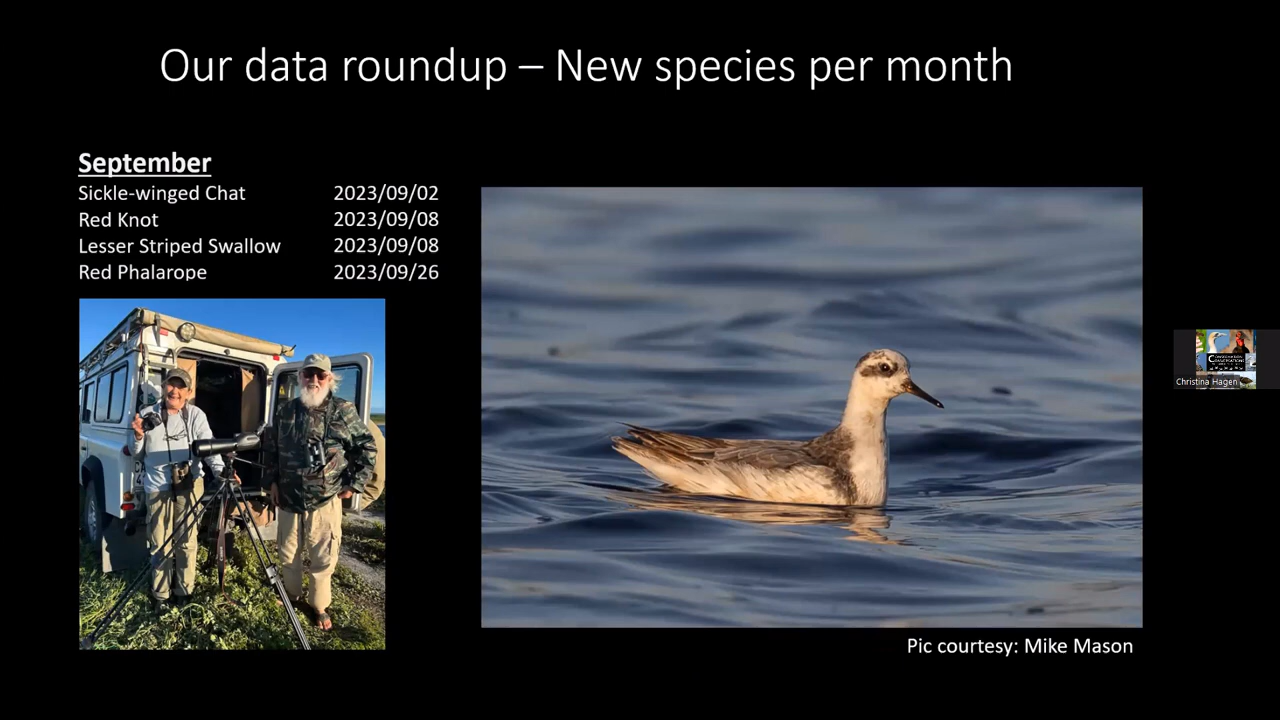 Our data roundup – New species per month
September
Sickle-winged Chat 2023/09/02
Red Knot 2023/09/08
Lesser Striped Swallow 2023/09/08
Red Phalarope 2023/09/26
Christina Hagen
Pic courtesy: Mike Mason